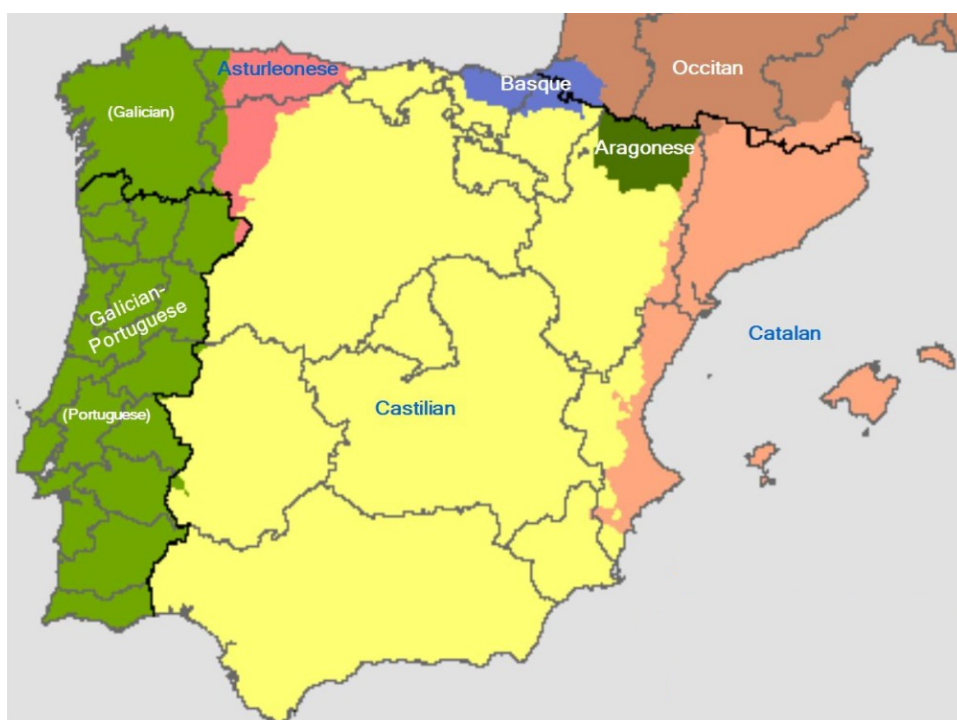 Occitan
Asturleonese
Basque
(Galician)
Aragonese
Galician-
Portuguese
Catalan
Castilian
(Portuguese)